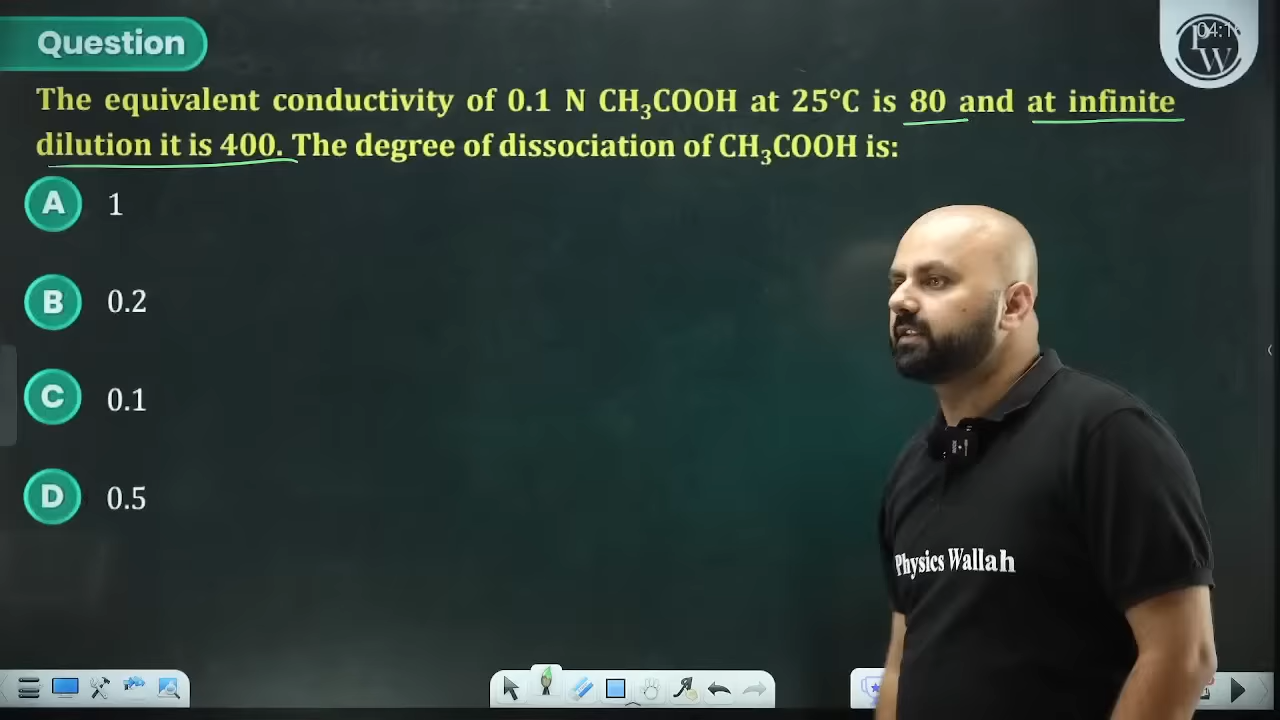 Question
The equivalent conductivity of 0.1 N CH₃COOH at 25°C is 80 and at infinite
dilution it is 400. The degree of dissociation of CH₃COOH is:
A 1
B 0.2
C 0.1
D 0.5
Physics Wallah
PW